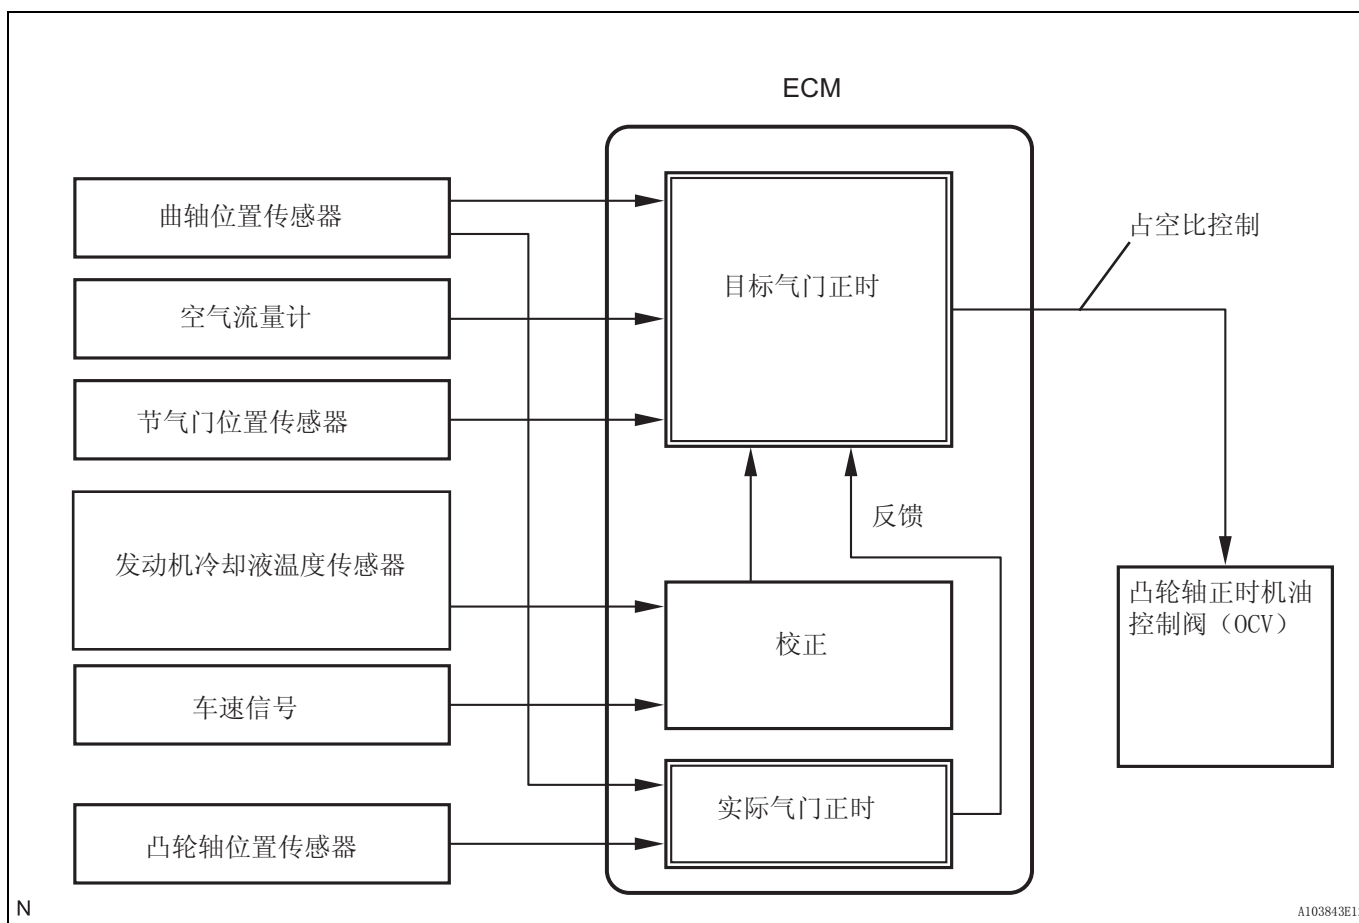 ECM
曲轴位置传感器
空气流量计
节气门位置传感器
发动机冷却液温度传感器
车速信号
凸轮轴位置传感器
目标气门正时
反馈
校正
实际气门正时
占空比控制
凸轮轴正时机油
控制阀（OCV）
N